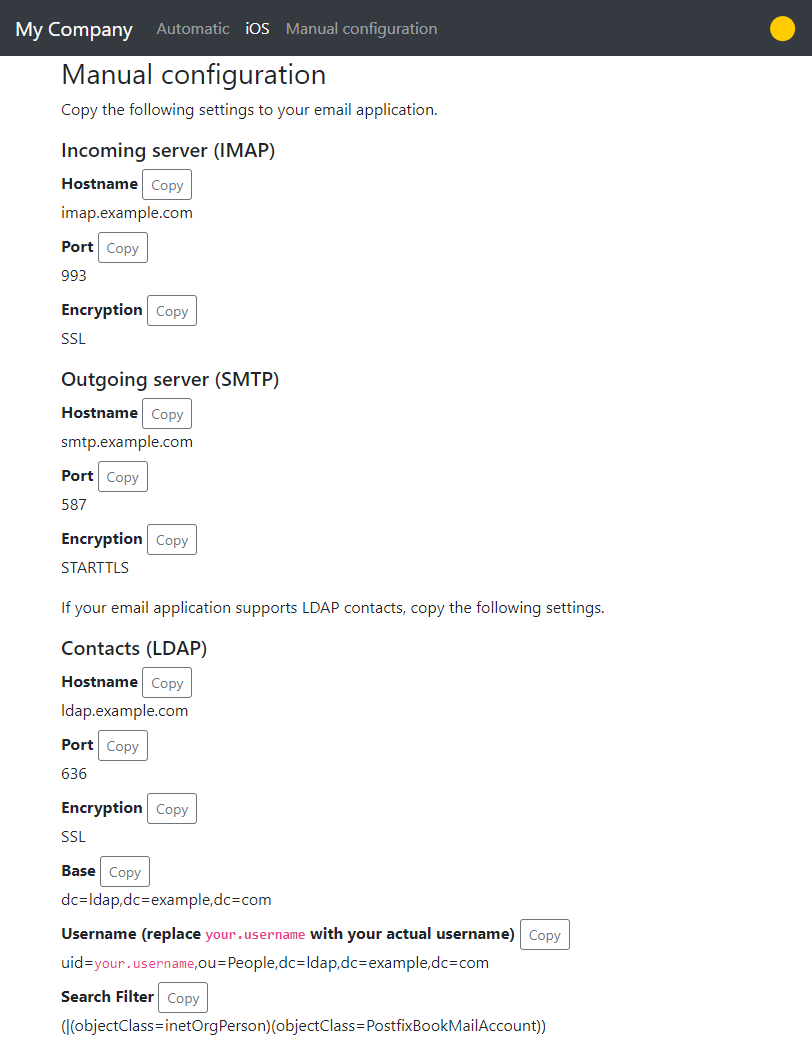 My Company Automatic iOS Manual configuration
Manual configuration
Copy the following settings to your email application.
Incoming server (IMAP)
Hostname Copy
imap.example.com
Port Copy
993
Encryption Copy
SSL
Outgoing server (SMTP)
Hostname Copy
smtp.example.com
Port Copy
587
Encryption Copy
STARTTLS
If your email application supports LDAP contacts, copy the following settings.
Contacts (LDAP)
Hostname Copy
ldap.example.com
Port Copy
636
Encryption Copy
SSL
Base Copy
dc=ldap,dc=example,dc=com
Username (replace your.username with your actual username) Copy
uid=your.username,ou=People,dc=ldap,dc=example,dc=com
Search Filter Copy
(|(objectClass=inetOrgPerson)(objectClass=PostfixBookMailAccount))